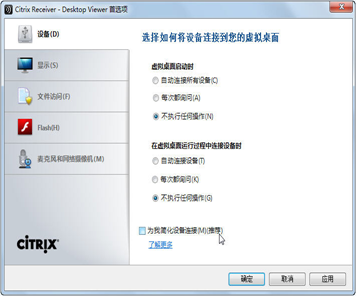 Citrix Receiver - Desktop Viewer 首选项
设备(D)
显示(S)
文件访问(F)
Flash(H)
麦克风和网络摄像机(M)
CITRIX
选择如何将设备连接到您的虚拟桌面
虚拟桌面启动时
自动连接所有设备(C)
每次都询问(A)
不执行任何操作(N)
在虚拟桌面运行过程中连接设备时
自动连接设备(T)
每次都询问(K)
不执行任何操作(G)
为我简化设备连接(M)(推荐)
了解更多
确定
取消
应用